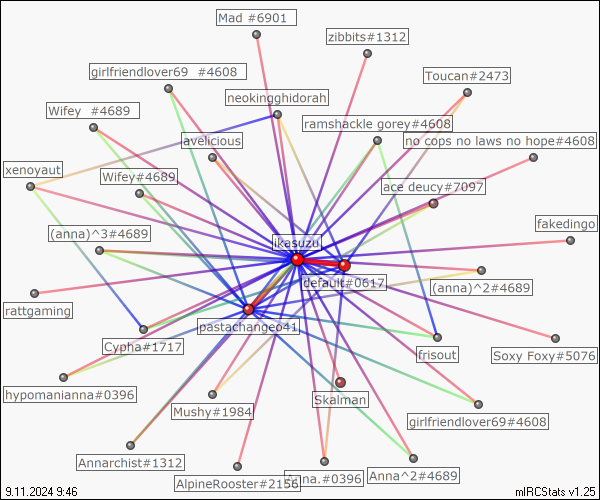 Mad #6901
zibbits#1312
girlfriendlover69  #4608
Toucan#2473
neokingghidorah
Wifey  #4689
ramshackle gorey#4608
avelicious
no cops no laws no hope#4608
xenoyaut
Wifey#4689
ace deucy#7097
fakedingo
(anna)^3#4689
ikasuzu
default#0617
(anna)^2#4689
rattgaming
pastachangeo41
Cypha#1717
frisout
Soxy Foxy#5076
hypomanianna#0396
Skalman
Mushy#1984
girlfriendlover69#4608
Annarchist#1312
Anna^2#4689
Anna.#0396
AlpineRooster#2156
9.11.2024 9:46
mIRCStats v1.25